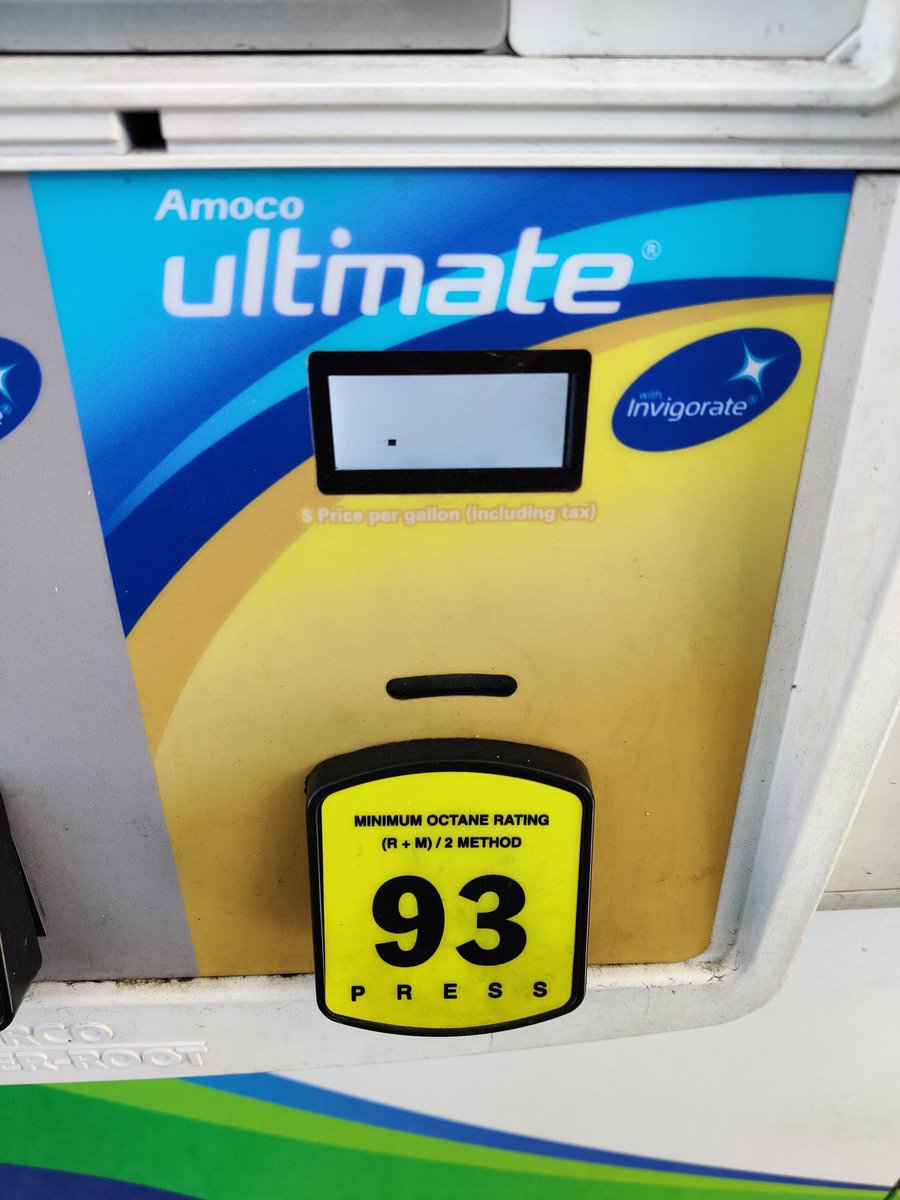 Amoco
ultimate®
with
Invigorate®
$ Price per gallon (including tax)
MINIMUM OCTANE RATING
(R + M) / 2 METHOD
93
PRESS